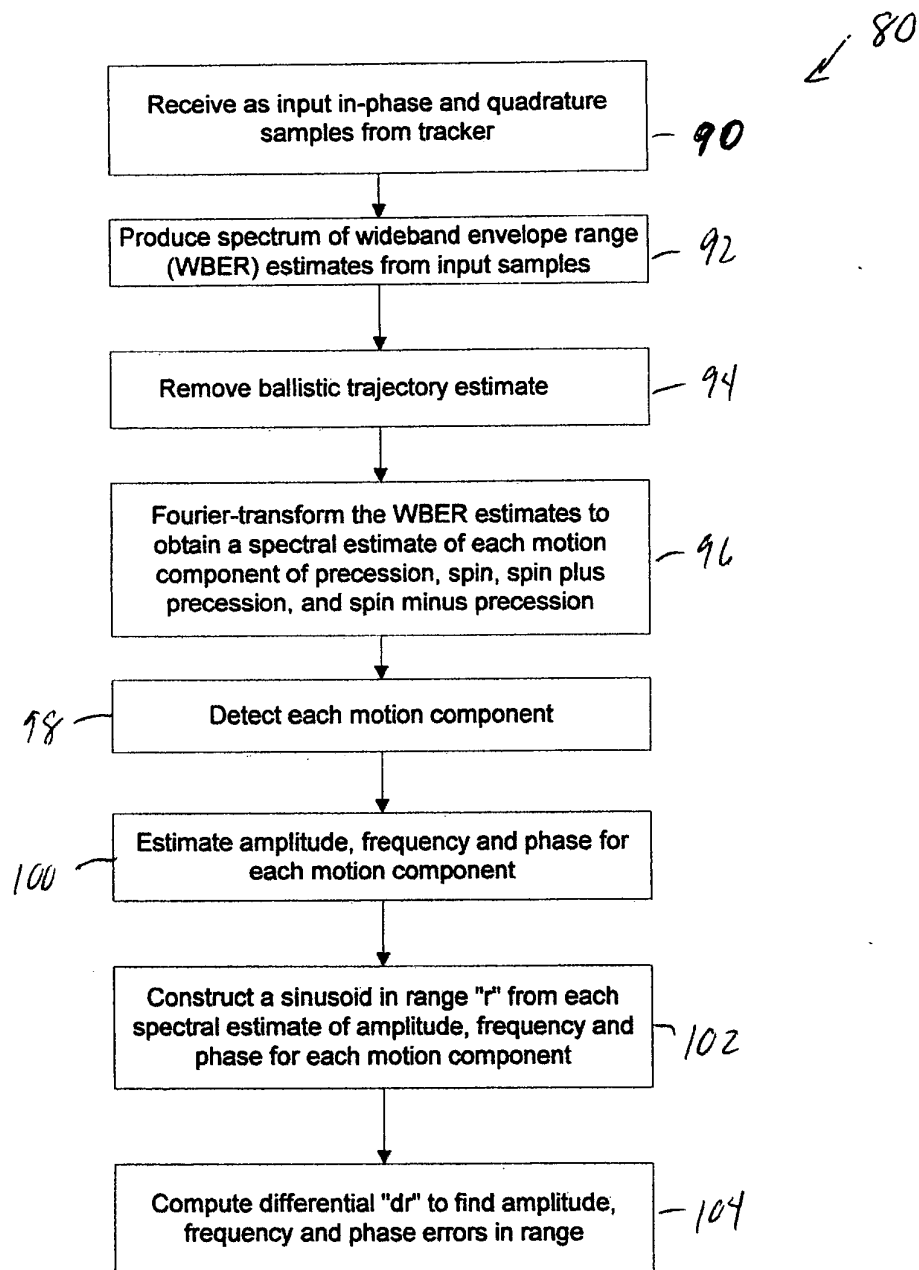 80
Receive as input in-phase and quadrature
samples from tracker
90
Produce spectrum of wideband envelope range
(WBER) estimates from input samples
92
Remove ballistic trajectory estimate
94
Fourier-transform the WBER estimates to
obtain a spectral estimate of each motion
component of precession, spin, spin plus
precession, and spin minus precession
96
98
Detect each motion component
Estimate amplitude, frequency and phase for
each motion component
100
Construct a sinusoid in range "r" from each
spectral estimate of amplitude, frequency and
phase for each motion component
102
Compute differential "dr" to find amplitude,
frequency and phase errors in range
104